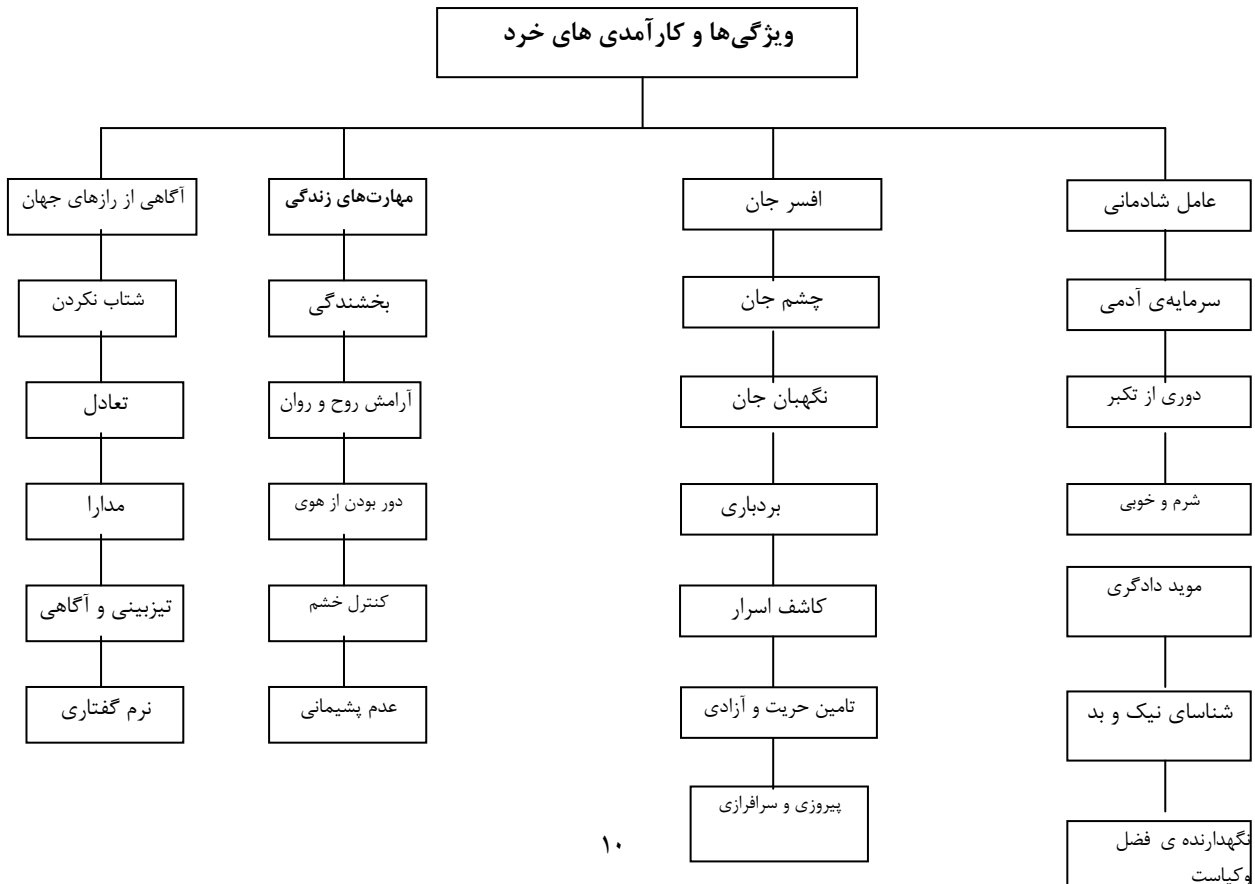 ویژگی‌ها و کارآمدی های خرد
عامل شادمانی
سرمایه‌ی آدمی
دوری از تکبر
شرم و خوبی
موید دادگری
شناسای نیک و بد
نگهدارنده ی فضل
وکیاست
افسر جان
چشم جان
نگهبان جان
بردباری
کاشف اسرار
تامین حریت و آزادی
پیروزی و سرافرازی
مهارت‌های زندگی
بخشندگی
آرامش روح و روان
دور بودن از هوی
کنترل خشم
عدم پشیمانی
آگاهی از رازهای جهان
شتاب نکردن
تعادل
مدارا
تیزبینی و آگاهی
نرم گفتاری
۱۰